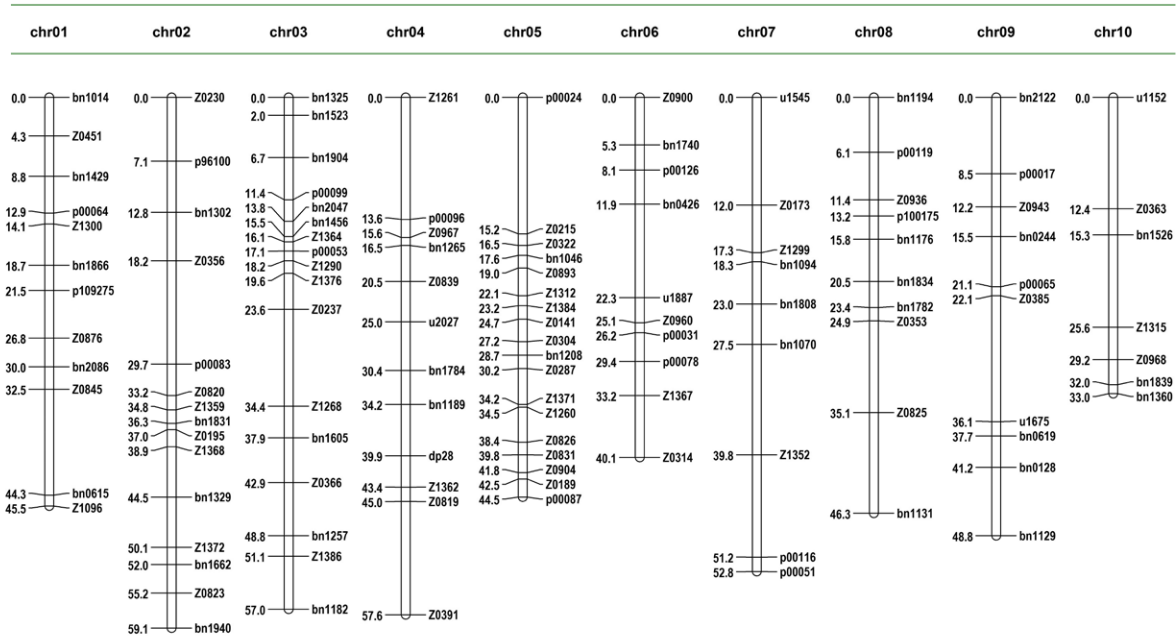 chr01 chr02 chr03 chr04 chr05 chr06 chr07 chr08 chr09 chr10
0.0 bn1014
4.3 Z0451
8.8 bn1429
12.9 p00064
14.1 Z1300
18.7 bn1866
21.5 p109275
26.8 Z0876
30.0 bn2086
32.5 Z0845
44.3 bn0615
45.5 Z1096
0.0 Z0230
7.1 p96100
12.8 bn1302
18.2 Z0356
29.7 p00083
33.2 Z0820
34.8 Z1359
36.3 bn1831
37.0 Z0195
38.9 Z1368
44.5 bn1329
50.1 Z1372
52.0 bn1662
55.2 Z0823
59.1 bn1940
0.0 bn1325
2.0 bn1523
6.7 bn1904
11.4 p00099
13.8 bn2047
15.5 bn1456
16.1 Z1364
17.1 p00053
18.2 Z1290
19.6 Z1376
23.6 Z0237
34.4 Z1268
37.9 bn1605
42.9 Z0366
48.8 bn1257
51.1 Z1386
57.0 bn1182
0.0 Z1261
13.6 p00096
15.6 Z0967
16.5 bn1265
20.5 Z0839
25.0 u2027
30.4 bn1784
34.2 bn1189
39.9 dp28
43.4 Z1362
45.0 Z0819
57.6 Z0391
0.0 p00024
15.2 Z0215
16.5 Z0322
17.6 bn1046
19.0 Z0893
22.1 Z1312
23.2 Z1384
24.7 Z0141
27.2 Z0304
28.7 bn1208
30.2 Z0287
34.2 Z1371
34.5 Z1260
38.4 Z0826
39.8 Z0831
41.8 Z0904
42.5 Z0189
44.5 p00087
0.0 Z0900
5.3 bn1740
8.1 p00126
11.9 bn0426
22.3 u1887
25.1 Z0960
26.2 p00031
29.4 p00078
33.2 Z1367
40.1 Z0314
0.0 u1545
12.0 Z0173
17.3 Z1299
18.3 bn1094
23.0 bn1808
27.5 bn1070
39.8 Z1352
51.2 p00116
52.8 p00051
0.0 bn1194
6.1 p00119
11.4 Z0936
13.2 p100175
15.8 bn1176
20.5 bn1834
23.4 bn1782
24.9 Z0353
35.1 Z0825
46.3 bn1131
0.0 bn2122
8.5 p00017
12.2 Z0943
15.5 bn0244
21.1 p00065
22.1 Z0385
36.1 u1675
37.7 bn0619
41.2 bn0128
48.8 bn1129
0.0 u1152
12.4 Z0363
15.3 bn1526
25.6 Z1315
29.2 Z0968
32.0 bn1839
33.0 bn1360